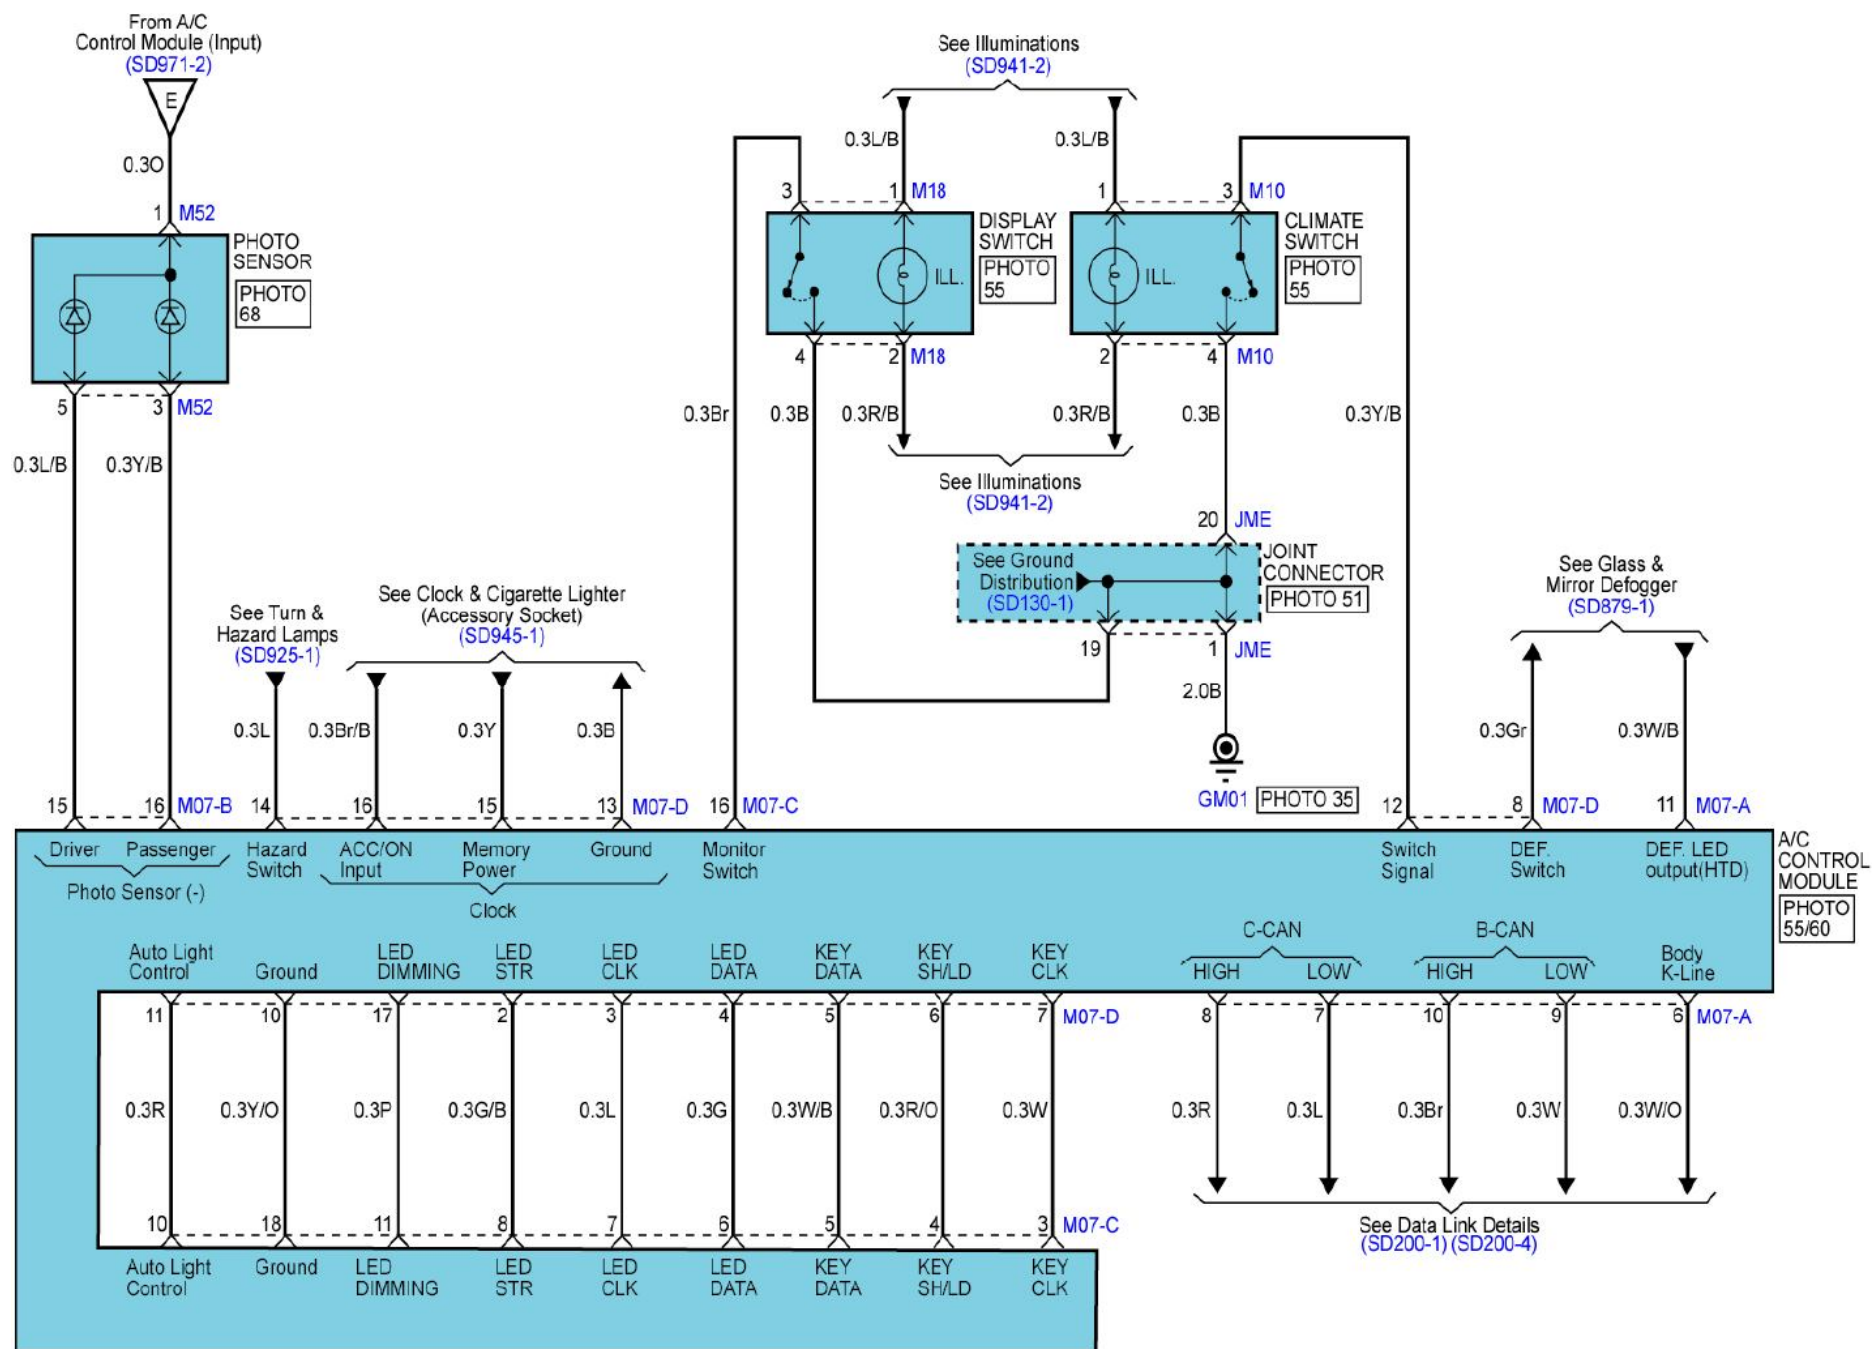 From A/C
Control Module (Input)
(SD971-2)
E
0.3O
1 M52
PHOTO
SENSOR
PHOTO
68
5 3 M52
0.3L/B 0.3Y/B
See Illuminations
(SD941-2)
0.3L/B 0.3L/B
3 1 M18
1 3 M10
DISPLAY
SWITCH
PHOTO
55
ILL.
CLIMATE
SWITCH
PHOTO
55
ILL.
4 2 M18
2 4 M10
0.3Br 0.3B 0.3R/B 0.3R/B 0.3B 0.3Y/B
See Illuminations
(SD941-2)
20 JME
See Ground
Distribution
(SD130-1)
JOINT
CONNECTOR
PHOTO 51
19 1 JME
2.0B
GM01 PHOTO 35
See Turn &
Hazard Lamps
(SD925-1)
See Clock & Cigarette Lighter
(Accessory Socket)
(SD945-1)
See Glass &
Mirror Defogger
(SD879-1)
0.3L 0.3Br/B 0.3Y 0.3B 0.3Gr 0.3W/B
15 16 M07-B 14 16 15 13 M07-D 16 M07-C 12 8 M07-D 11 M07-A
Driver Passenger
Photo Sensor (-)
Hazard
Switch
ACC/ON
Input
Memory
Power
Ground
Clock
Monitor
Switch
Switch
Signal
DEF.
Switch
DEF. LED
output(HTD)
A/C
CONTROL
MODULE
PHOTO
55/60
Auto Light
Control
Ground
LED
DIMMING
LED
STR
LED
CLK
LED
DATA
KEY
DATA
KEY
SH/LD
KEY
CLK
C-CAN
HIGH LOW
B-CAN
HIGH LOW
Body
K-Line
11 10 17 2 3 4 5 6 7 M07-D
8 7 10 9 6 M07-A
0.3R 0.3Y/O 0.3P 0.3G/B 0.3L 0.3G 0.3W/B 0.3R/O 0.3W
0.3R 0.3L 0.3Br 0.3W 0.3W/O
10 18 11 8 7 6 5 4 3 M07-C
See Data Link Details
(SD200-1) (SD200-4)
Auto Light
Control
Ground
LED
DIMMING
LED
STR
LED
CLK
LED
DATA
KEY
DATA
KEY
SH/LD
KEY
CLK